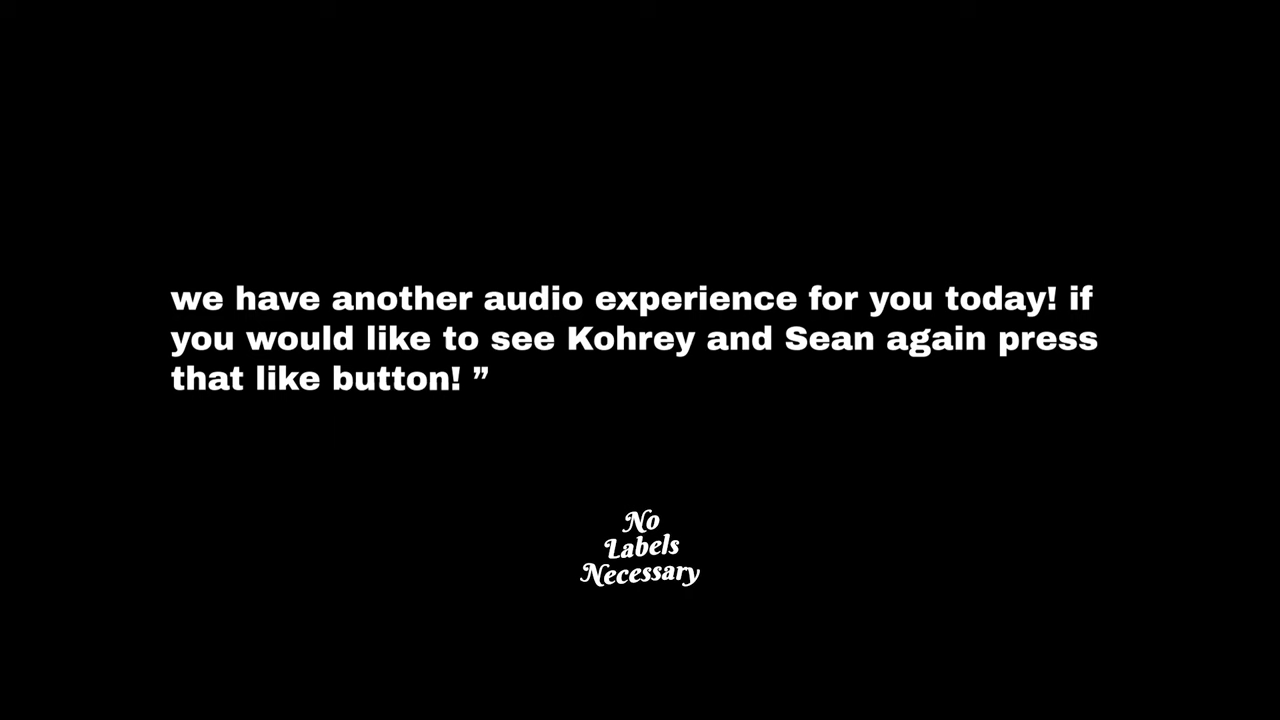 we have another audio experience for you today! if
you would like to see Kohrey and Sean again press
that like button! ”
No
Labels
Necessary